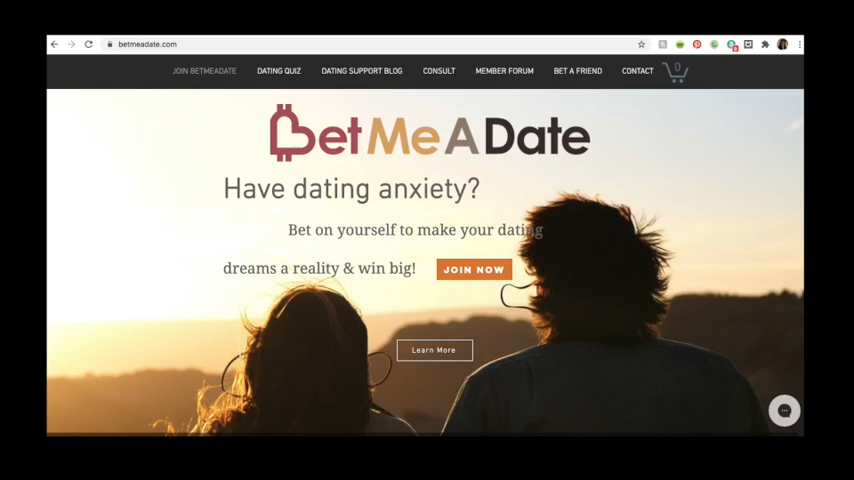 betmeadate.com
JOIN BETMEADATE DATING QUIZ DATING SUPPORT BLOG CONSULT MEMBER FORUM BET A FRIEND CONTACT 0
BetMeADate
Have dating anxiety?
Bet on yourself to make your dating
dreams a reality & win big! JOIN NOW
Learn More